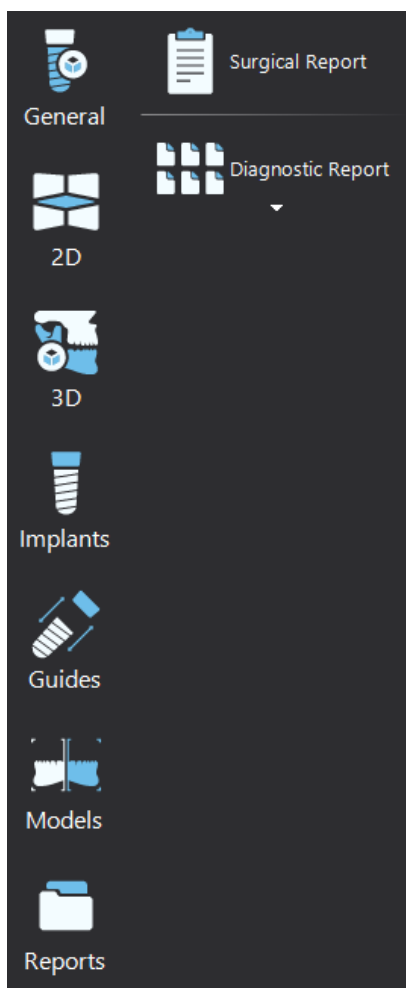 General
2D
3D
Implants
Guides
Models
Reports
Surgical Report
Diagnostic Report